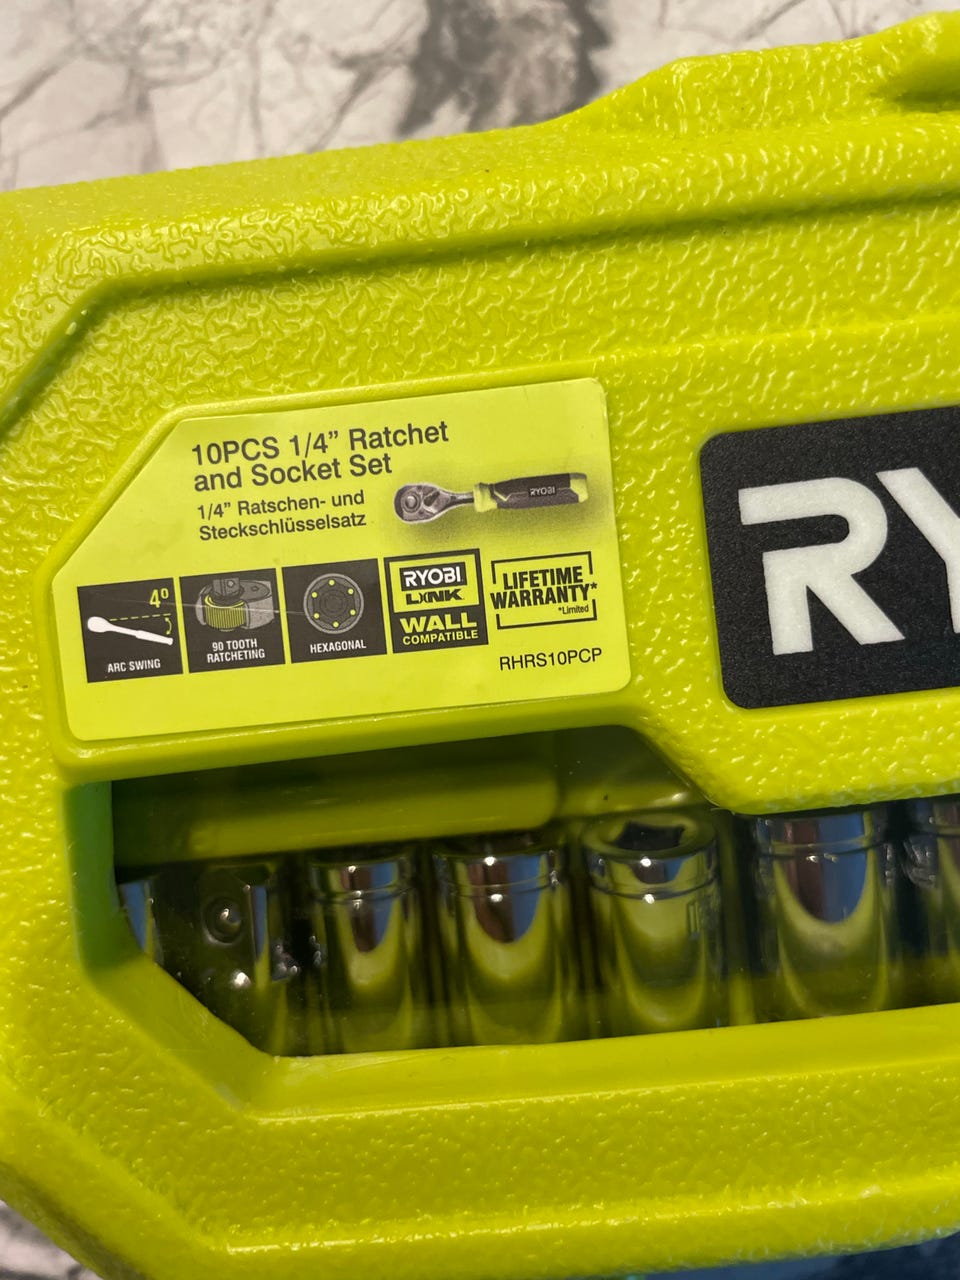 10PCS 1/4” Ratchet
and Socket Set
1/4” Ratschen- und
Steckschlüsselsatz
RYOBI
4º
ARC SWING
90 TOOTH
RATCHETING
HEXAGONAL
RYOBI
LINK
WALL
COMPATIBLE
LIFETIME
WARRANTY*
*Limited
RHRS10PCP
RY